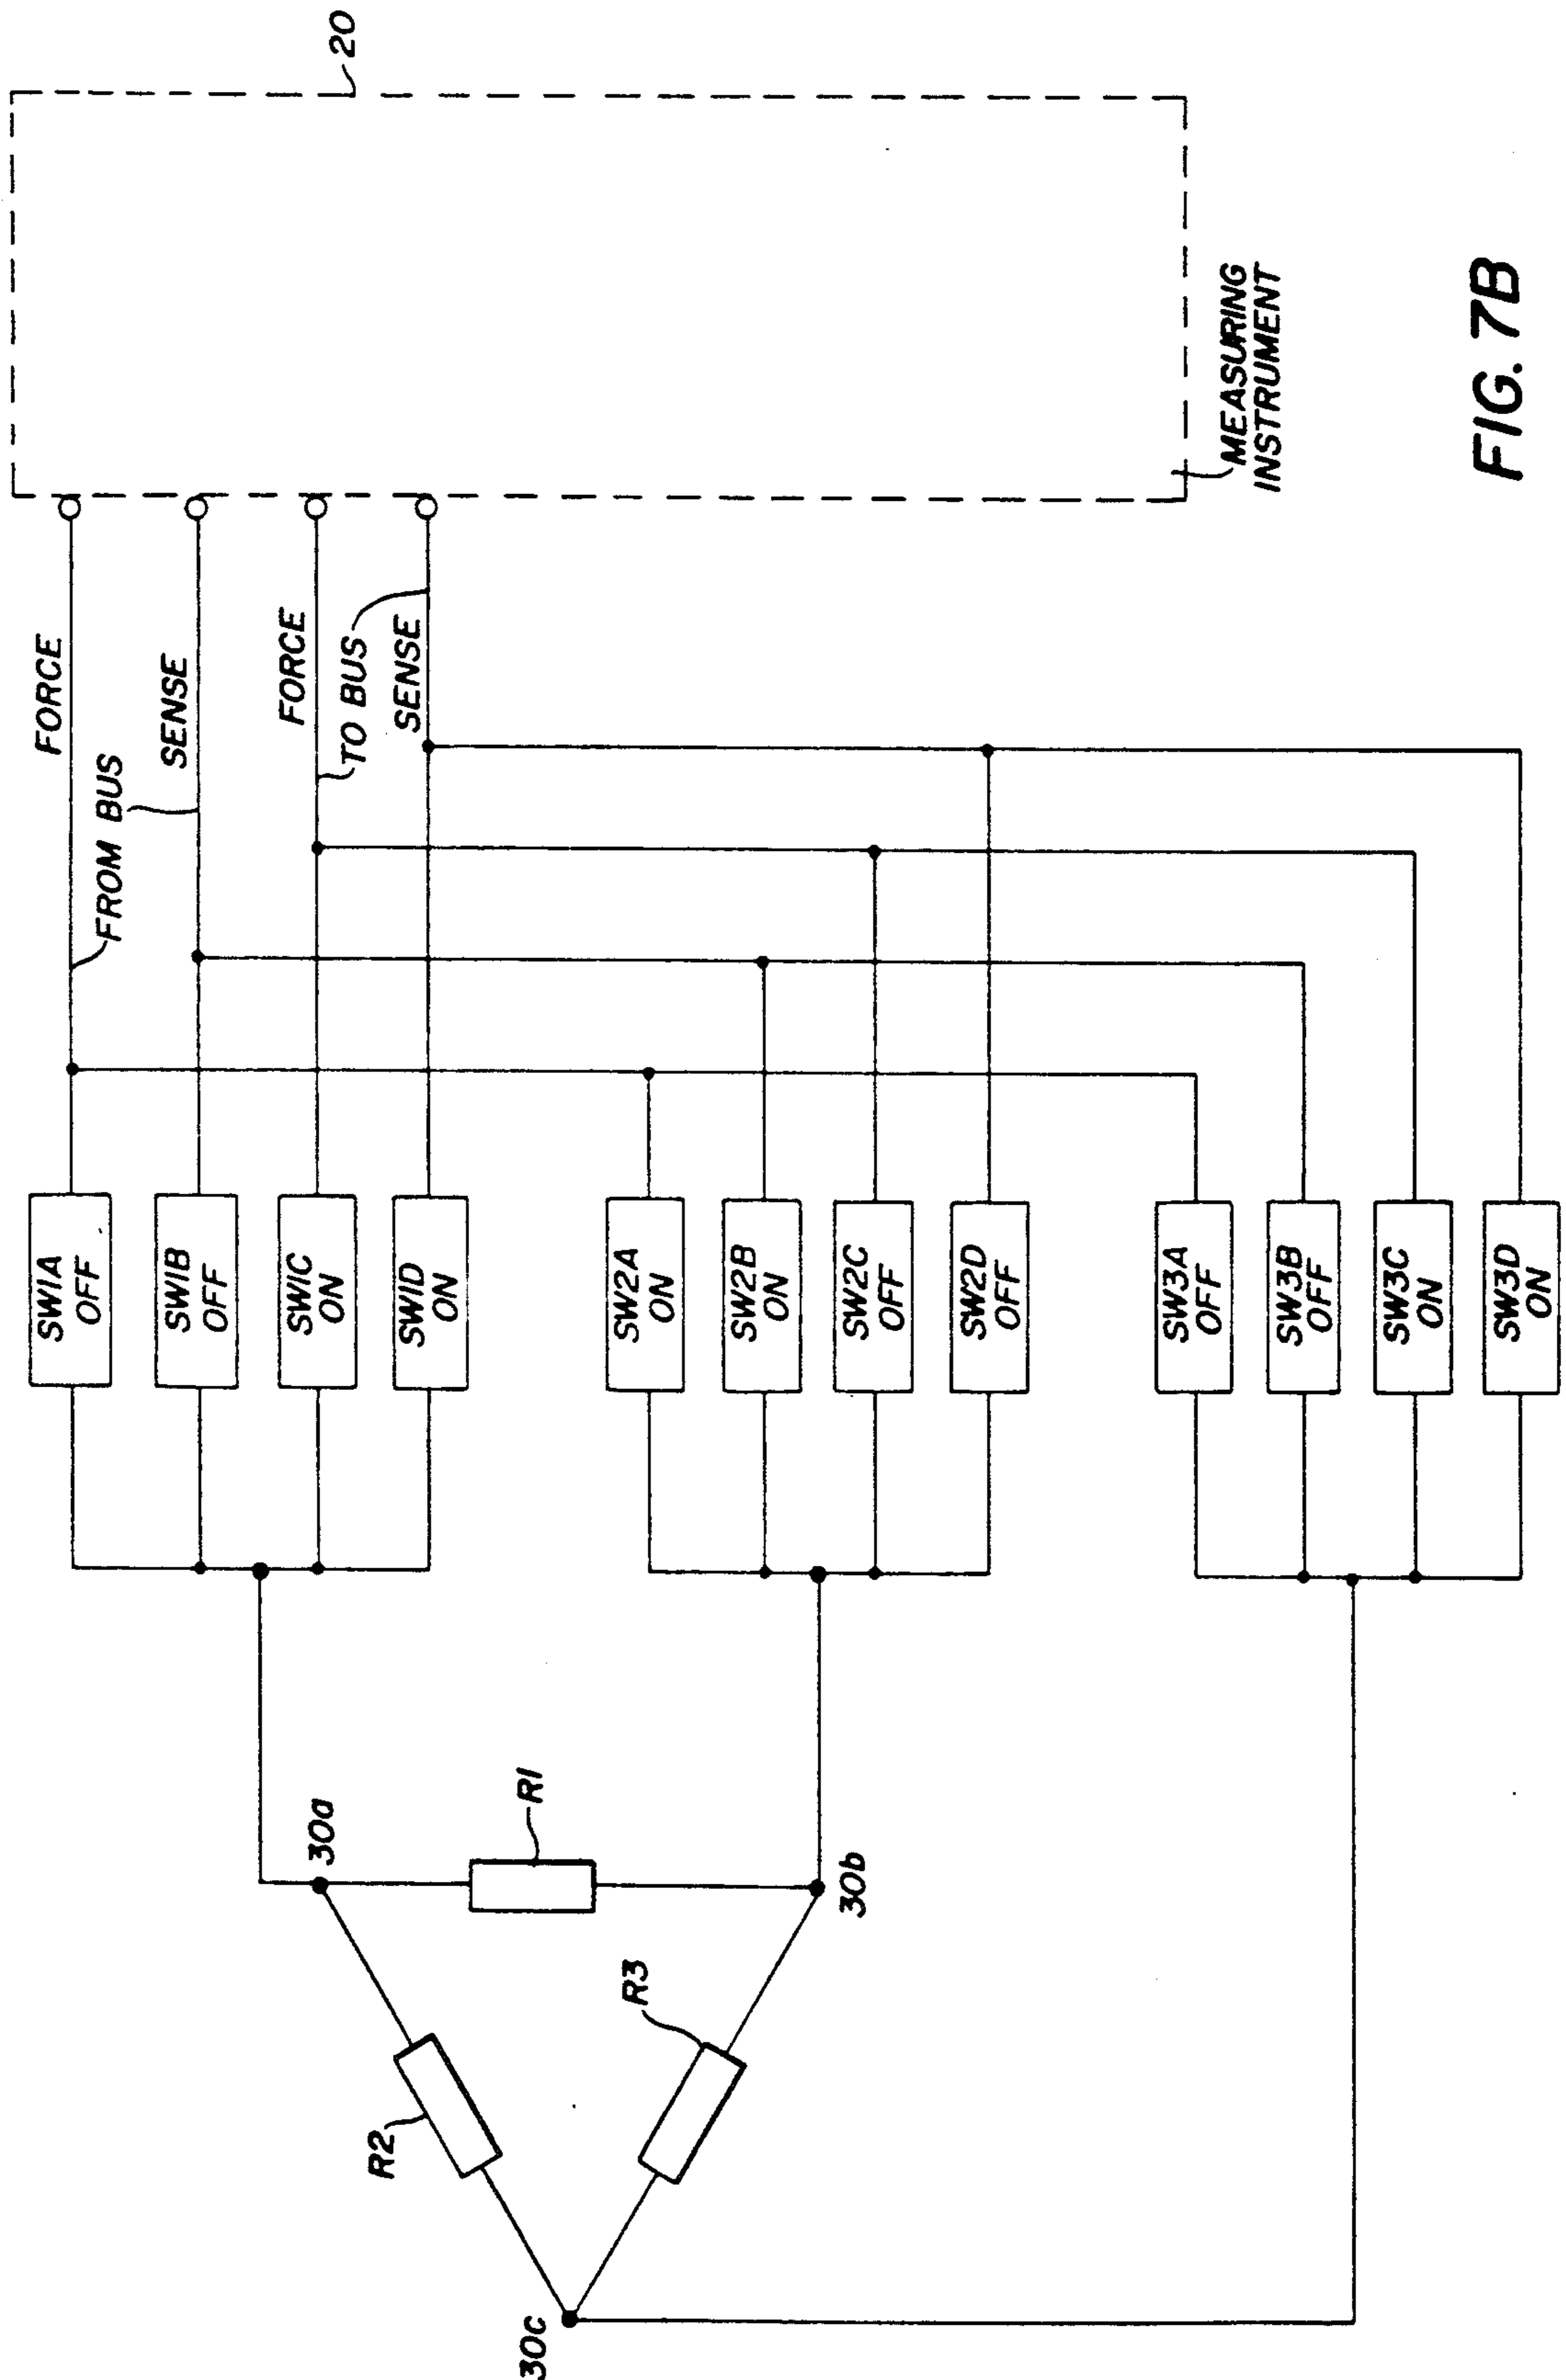 20
FORCE
FROM BUS
SENSE
FORCE
TO BUS
SENSE
MEASURING
INSTRUMENT
SW1A
OFF
SW1B
OFF
SW1C
ON
SW1D
ON
SW2A
ON
SW2B
ON
SW2C
OFF
SW2D
OFF
SW3A
OFF
SW3B
OFF
SW3C
ON
SW3D
ON
30a
R1
30b
R2
R3
30c
FIG. 7B